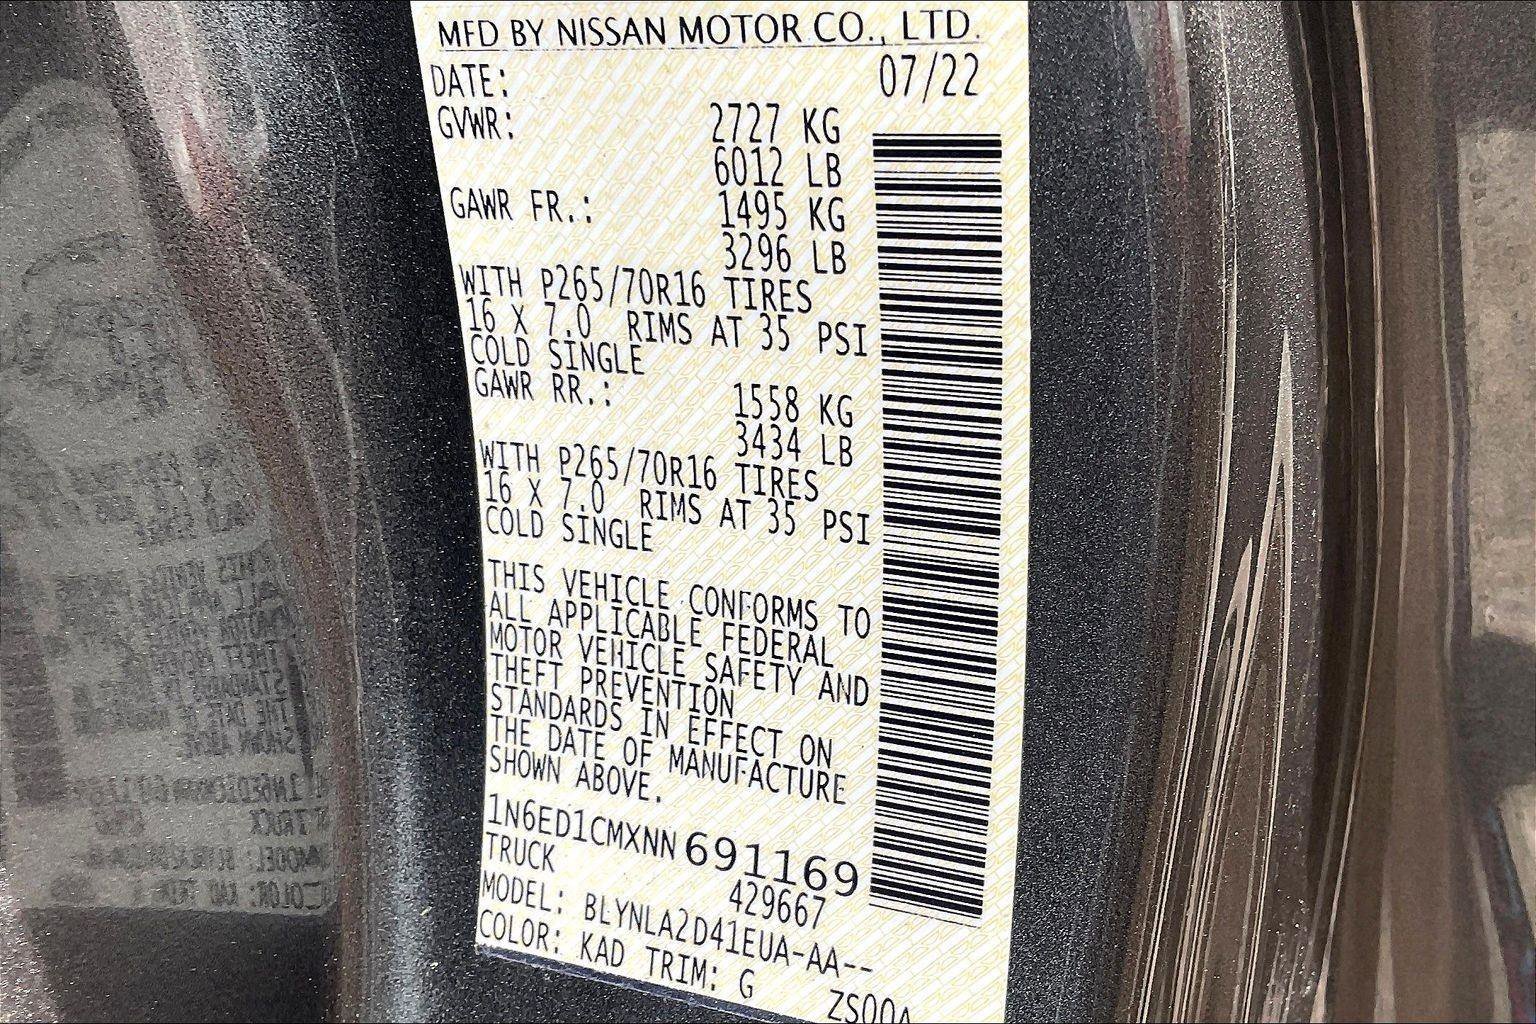 MFD BY NISSAN MOTOR CO., LTD.
DATE: 07/22
GVWR: 2727 KG
6012 LB
GAWR FR.: 1495 KG
3296 LB
WITH P265/70R16 TIRES
16 X 7.0 RIMS AT 35 PSI
COLD SINGLE
GAWR RR.: 1558 KG
3434 LB
WITH P265/70R16 TIRES
16 X 7.0 RIMS AT 35 PSI
COLD SINGLE
THIS VEHICLE CONFORMS TO
ALL APPLICABLE FEDERAL
MOTOR VEHICLE SAFETY AND
THEFT PREVENTION
STANDARDS IN EFFECT ON
THE DATE OF MANUFACTURE
SHOWN ABOVE.
1N6ED1CMXNN691169
TRUCK 429667
MODEL: BLYNLA2D41EUA-AA--
COLOR: KAD TRIM: G ZS00A